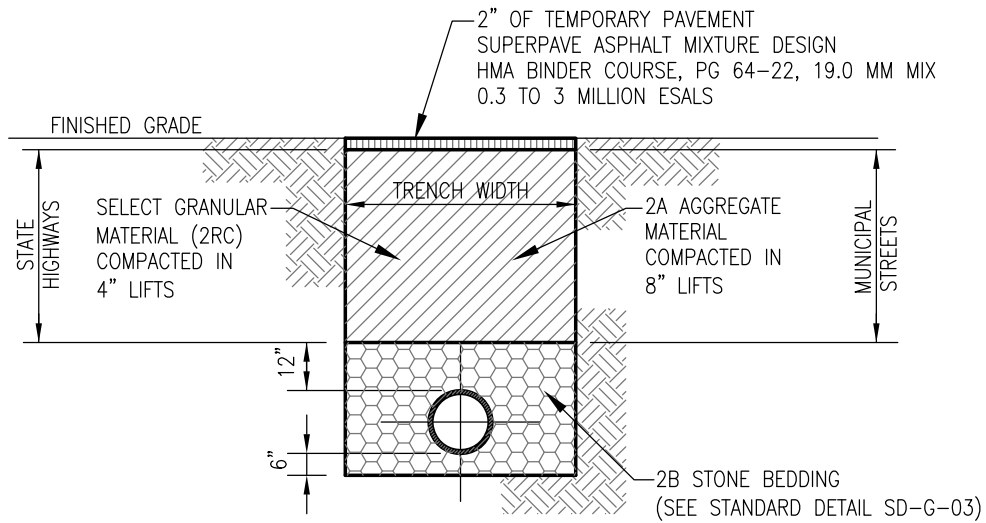 2” OF TEMPORARY PAVEMENT
SUPERPAVE ASPHALT MIXTURE DESIGN
HMA BINDER COURSE, PG 64–22, 19.0 MM MIX
0.3 TO 3 MILLION ESALS
FINISHED GRADE
STATE
HIGHWAYS
SELECT GRANULAR
MATERIAL (2RC)
COMPACTED IN
4” LIFTS
TRENCH WIDTH
2A AGGREGATE
MATERIAL
COMPACTED IN
8” LIFTS
MUNICIPAL
STREETS
12”
6”
2B STONE BEDDING
(SEE STANDARD DETAIL SD–G–03)